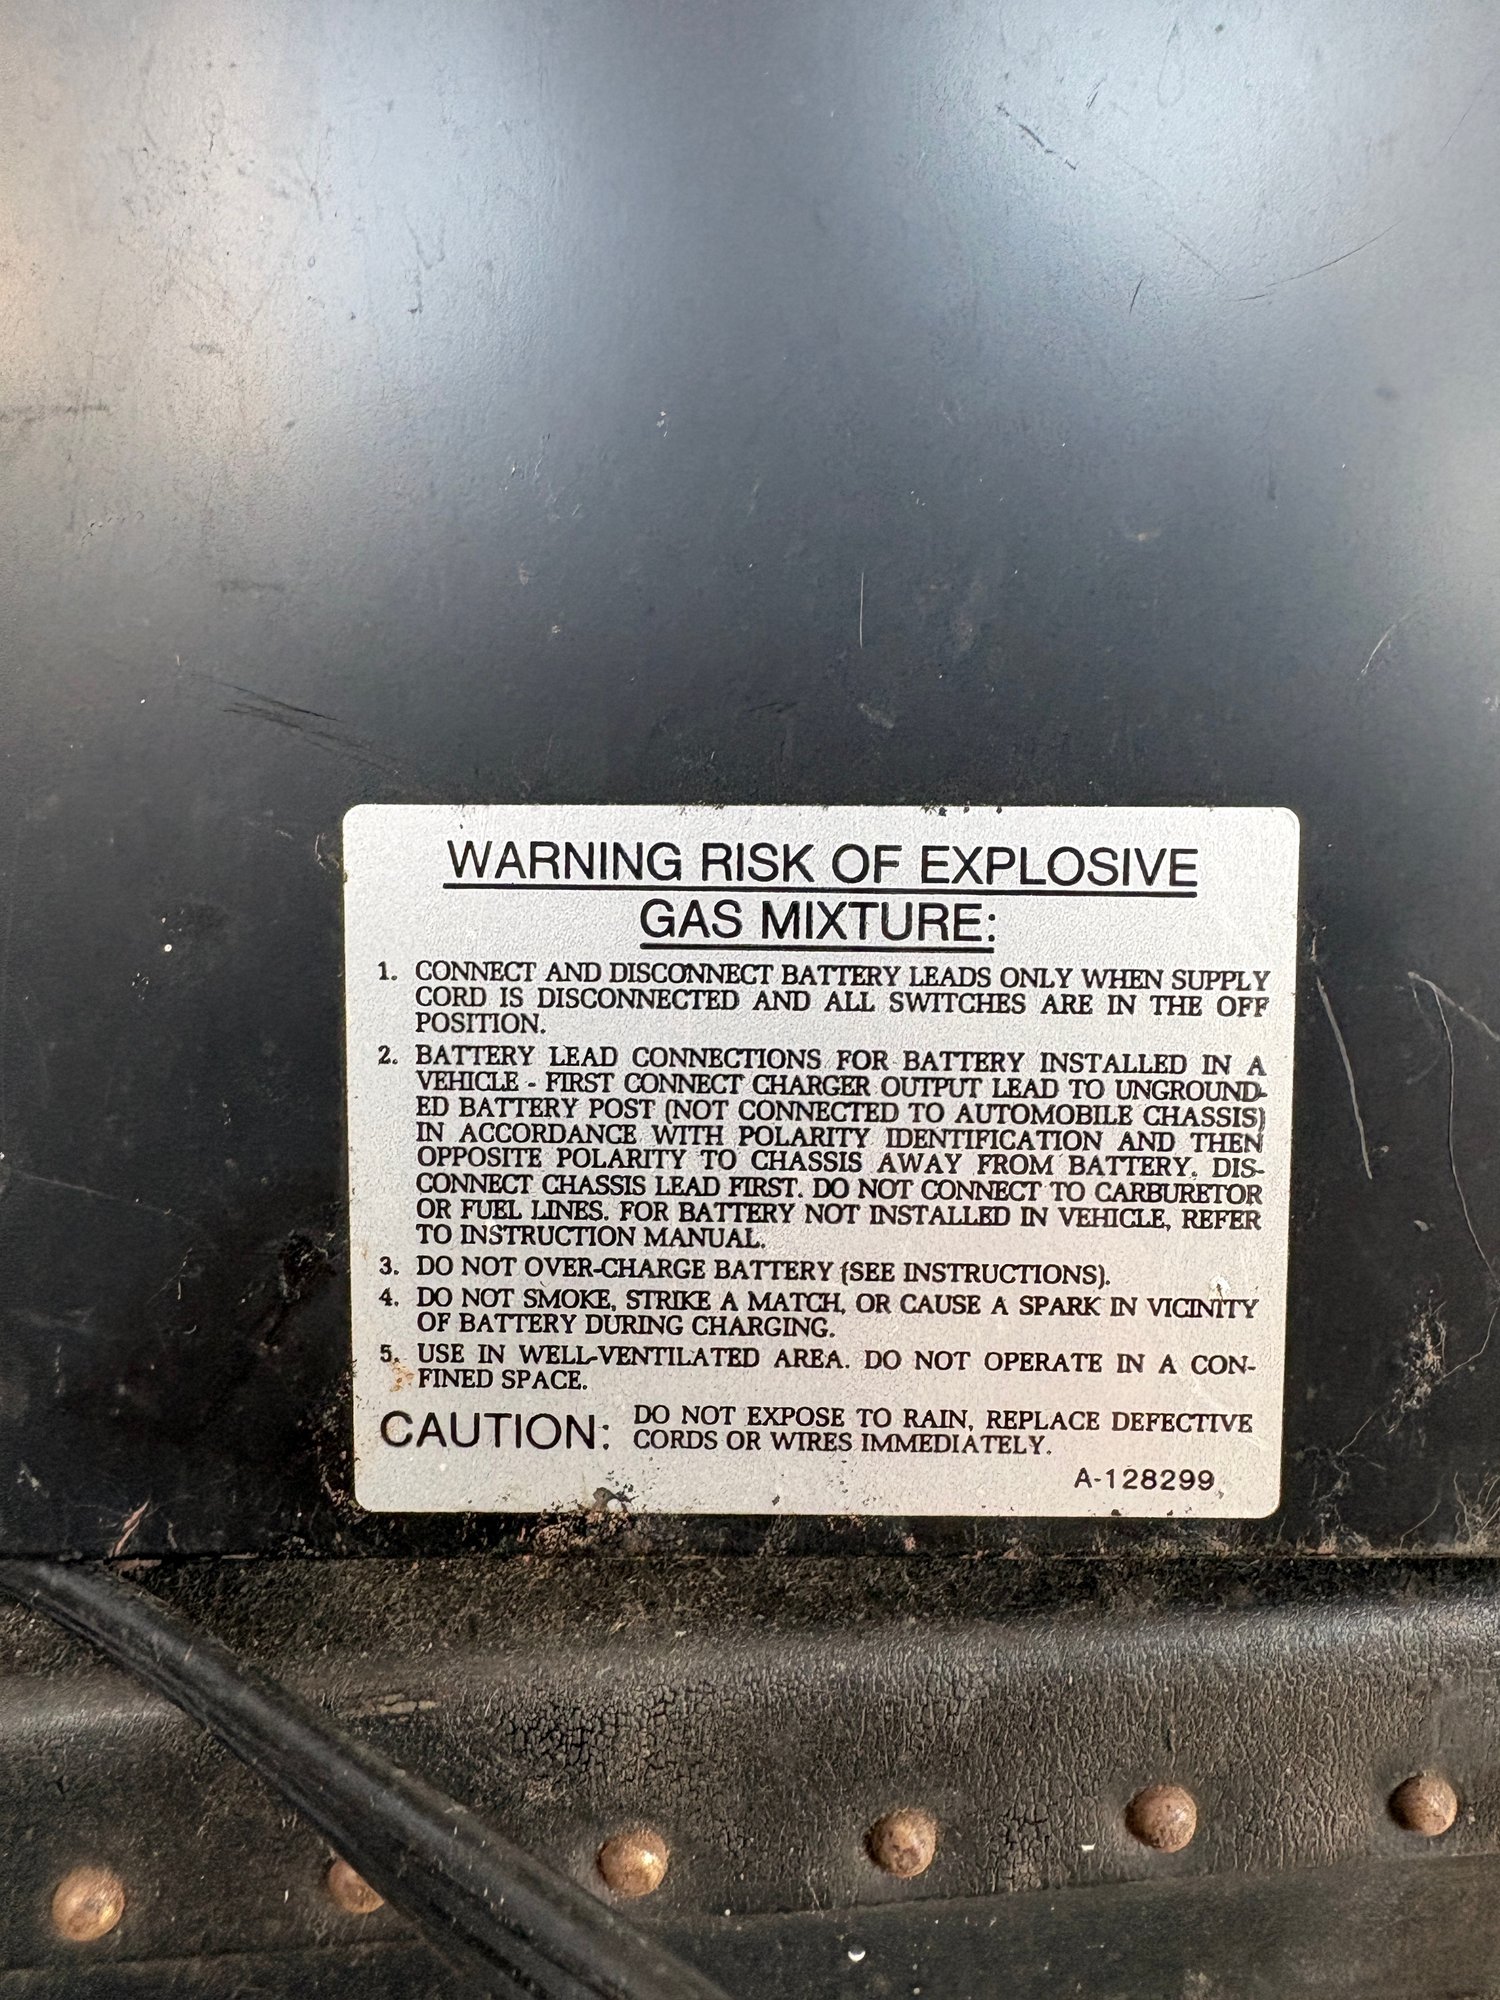 WARNING RISK OF EXPLOSIVE
GAS MIXTURE:
1. CONNECT AND DISCONNECT BATTERY LEADS ONLY WHEN SUPPLY
CORD IS DISCONNECTED AND ALL SWITCHES ARE IN THE OFF
POSITION.
2. BATTERY LEAD CONNECTIONS FOR BATTERY INSTALLED IN A
VEHICLE - FIRST CONNECT CHARGER OUTPUT LEAD TO UNGROUND-
ED BATTERY POST (NOT CONNECTED TO AUTOMOBILE CHASSIS)
IN ACCORDANCE WITH POLARITY IDENTIFICATION AND THEN
OPPOSITE POLARITY TO CHASSIS AWAY FROM BATTERY. DIS-
CONNECT CHASSIS LEAD FIRST. DO NOT CONNECT TO CARBURETOR
OR FUEL LINES. FOR BATTERY NOT INSTALLED IN VEHICLE, REFER
TO INSTRUCTION MANUAL.
3. DO NOT OVER-CHARGE BATTERY (SEE INSTRUCTIONS).
4. DO NOT SMOKE, STRIKE A MATCH, OR CAUSE A SPARK IN VICINITY
OF BATTERY DURING CHARGING.
5. USE IN WELL-VENTILATED AREA. DO NOT OPERATE IN A CON-
FINED SPACE.
CAUTION: DO NOT EXPOSE TO RAIN, REPLACE DEFECTIVE
CORDS OR WIRES IMMEDIATELY.
A-128299